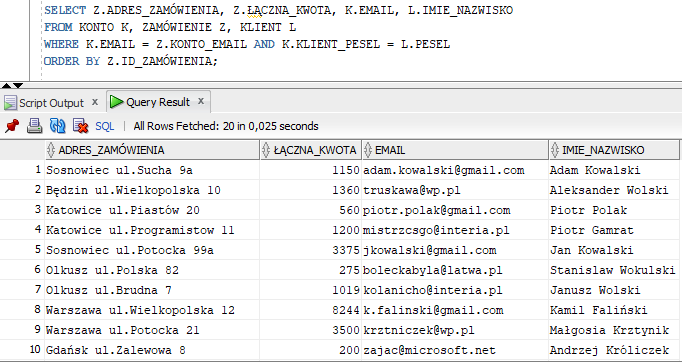 SELECT Z.ADRES_ZAMÓWIENIA, Z.ŁĄCZNA_KWOTA, K.EMAIL, L.IMIE_NAZWISKO
FROM KONTO K, ZAMÓWIENIE Z, KLIENT L
WHERE K.EMAIL = Z.KONTO_EMAIL AND K.KLIENT_PESEL = L.PESEL
ORDER BY Z.ID_ZAMÓWIENIA;
Script Output x Query Result x
SQL | All Rows Fetched: 20 in 0,025 seconds
ADRES_ZAMÓWIENIA ŁĄCZNA_KWOTA EMAIL IMIE_NAZWISKO
1 Sosnowiec ul.Sucha 9a 1150 adam.kowalski@gmail.com Adam Kowalski
2 Będzin ul.Wielkopolska 10 1360 truskawa@wp.pl Aleksander Wolski
3 Katowice ul.Piastów 20 560 piotr.polak@gmail.com Piotr Polak
4 Katowice ul.Programistow 11 1200 mistrzcsgo@interia.pl Piotr Gamrat
5 Sosnowiec ul.Potocka 99a 3375 jkowalski@gmail.com Jan Kowalski
6 Olkusz ul.Polska 82 275 boleckabyla@latwa.pl Stanislaw Wokulski
7 Olkusz ul.Brudna 7 1019 kolanicho@interia.pl Janusz Wolski
8 Warszawa ul.Wielkopolska 12 8244 k.falinski@gmail.com Kamil Faliński
9 Warszawa ul.Potocka 21 3500 krztniczek@wp.pl Małgosia Krztynik
10 Gdańsk ul.Zalewowa 8 200 zajac@microsoft.net Andrzej Króliczek